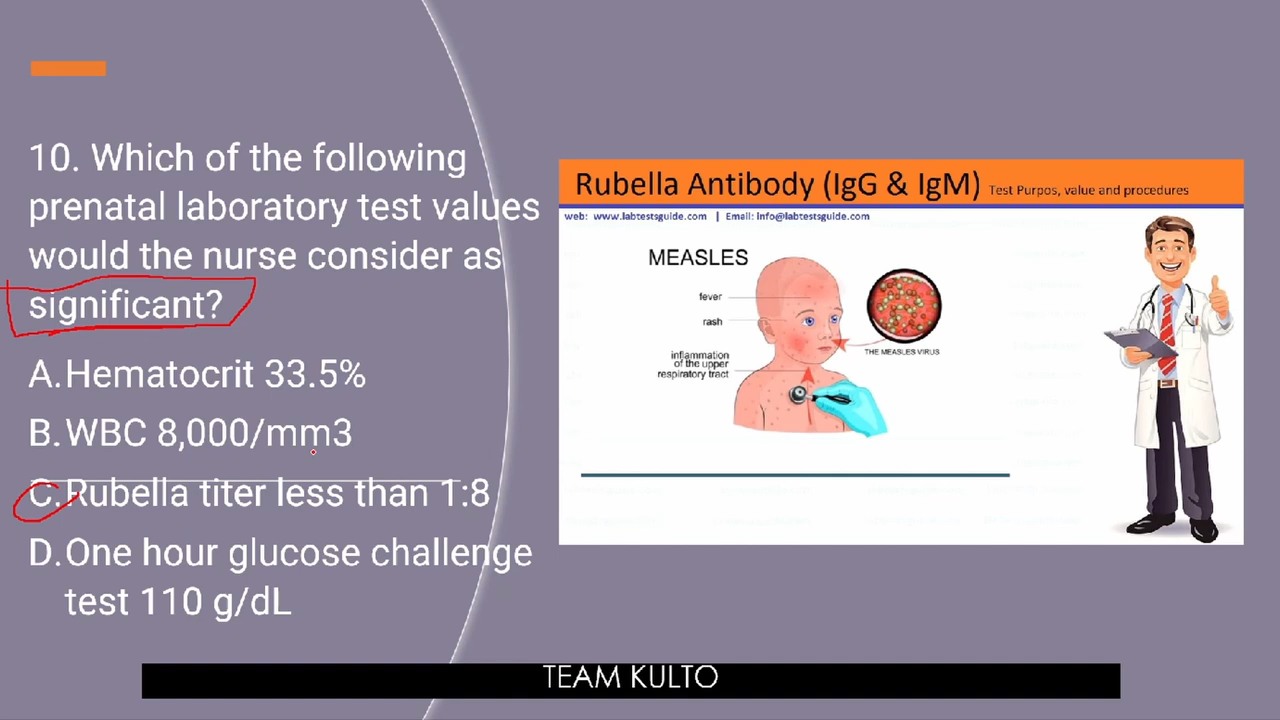 10. Which of the following
prenatal laboratory test values
would the nurse consider as
significant?
A. Hematocrit 33.5%
B. WBC 8,000/mm3
C. Rubella titer less than 1:8
D. One hour glucose challenge
test 110 g/dL
Rubella Antibody (IgG & IgM) Test Purpos, value and procedures
web: www.labtestsguide.com | Email: info@labtestsguide.com
MEASLES
fever
rash
inflammation
of the upper
respiratory tract
THE MEASLES VIRUS
TEAM KULTO